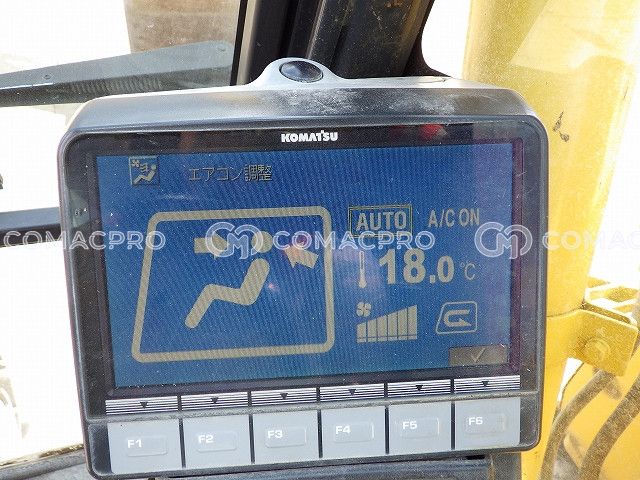 KOMATSU
エアコン調整
AUTO A/C ON
COMACPRO COMACPRO COMACPRO
18.0 °C
F1 F2 F3 F4 F5 F6